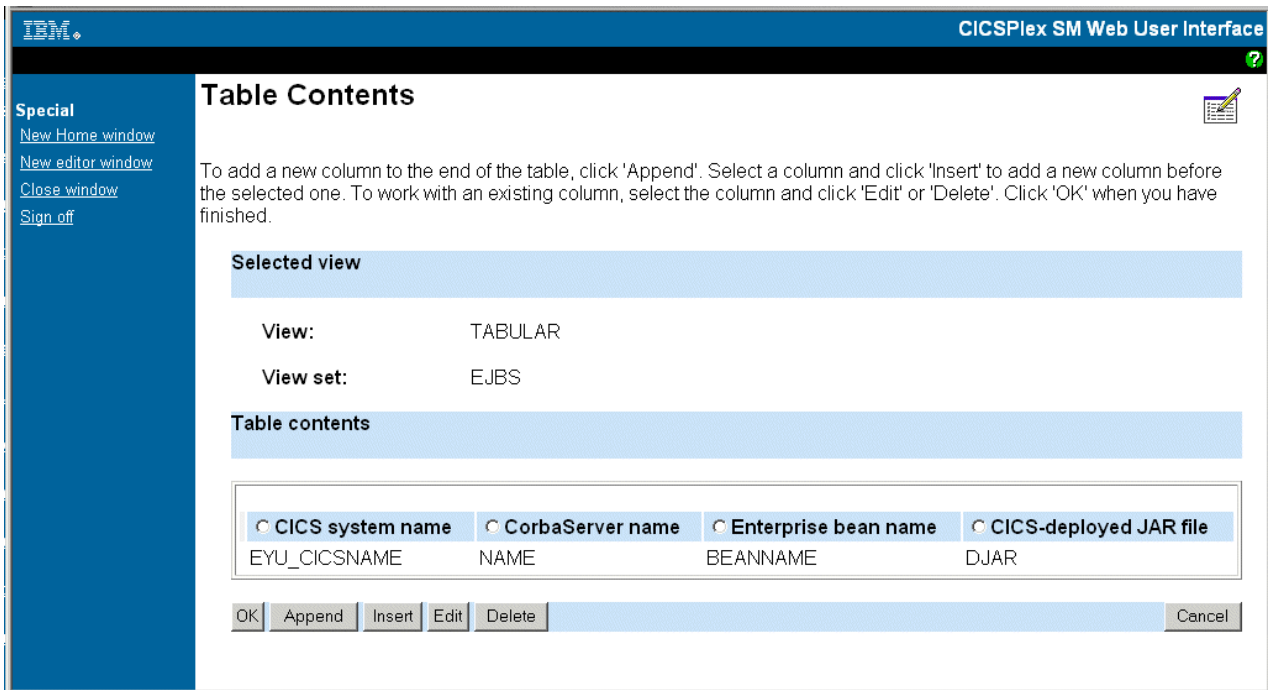 IBM®
CICSPlex SM Web User Interface
?
Special
New Home window
New editor window
Close window
Sign off
Table Contents
To add a new column to the end of the table, click 'Append'. Select a column and click 'Insert' to add a new column before
the selected one. To work with an existing column, select the column and click 'Edit' or 'Delete'. Click 'OK' when you have
finished.
Selected view
View: TABULAR
View set: EJBS
Table contents
CICS system name CorbaServer name Enterprise bean name CICS-deployed JAR file
EYU_CICSNAME NAME BEANNAME DJAR
OK Append Insert Edit Delete Cancel